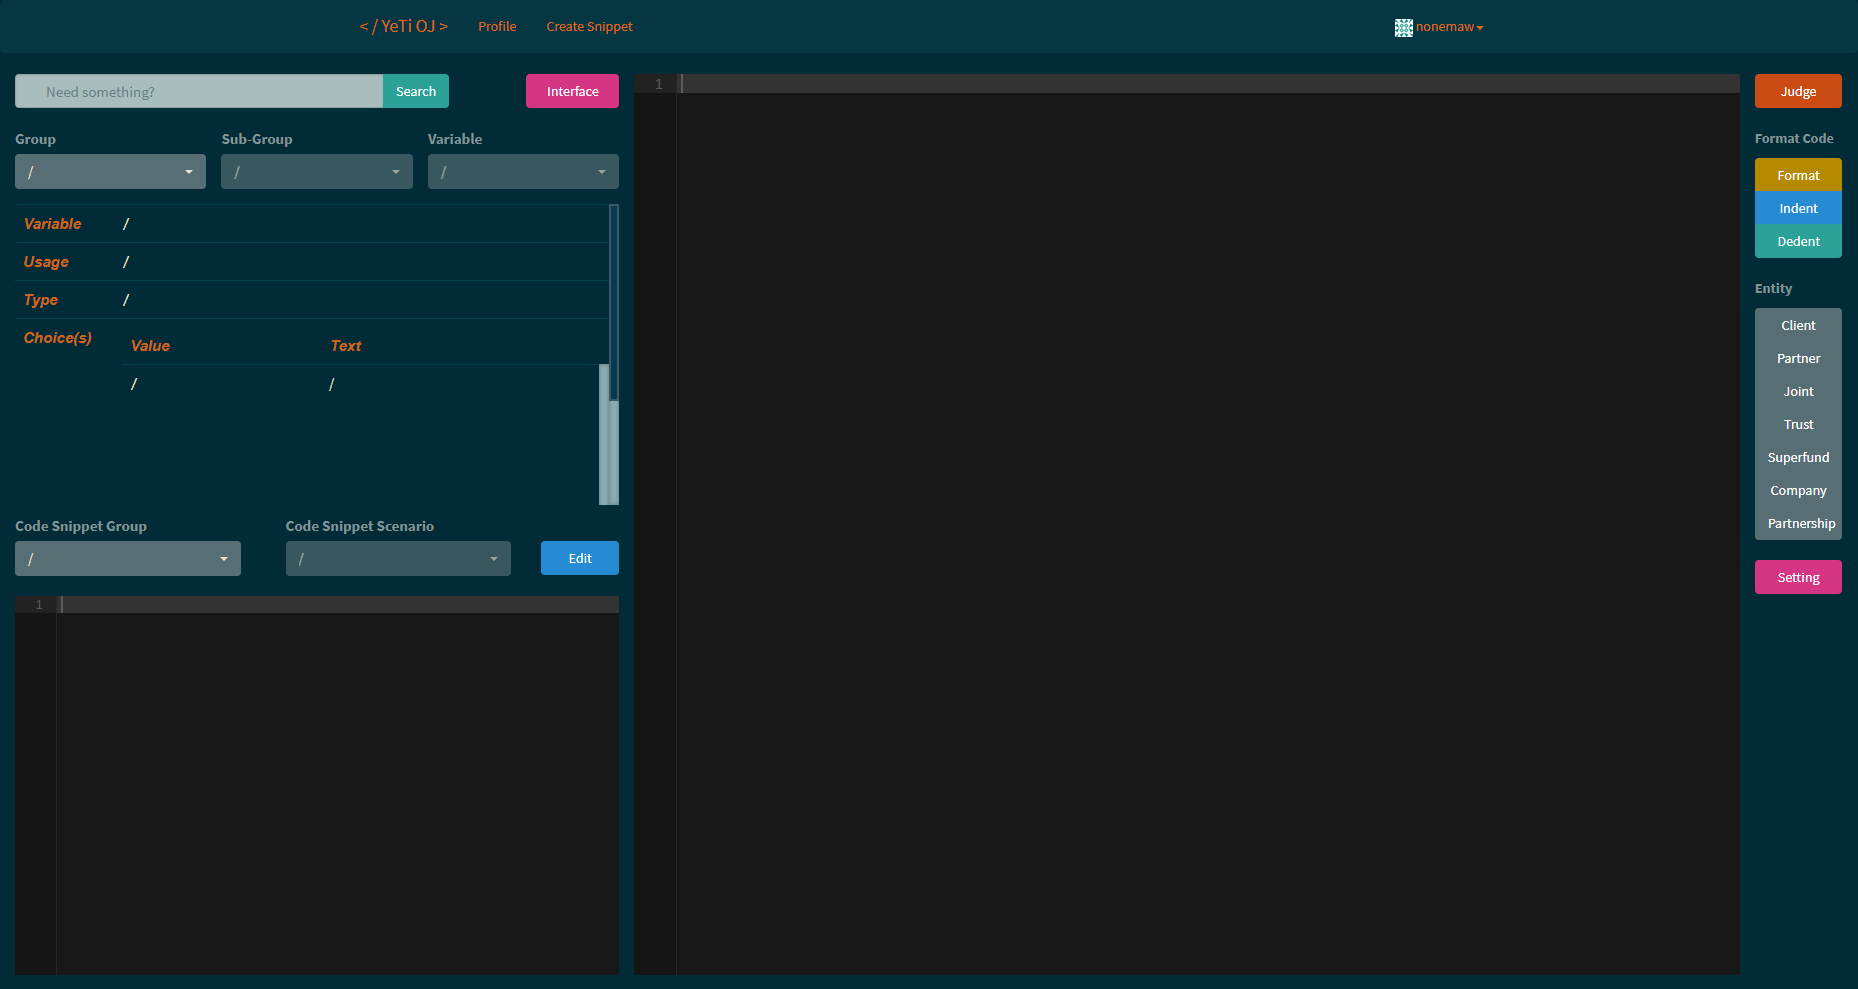 < / YeTi OJ > Profile Create Snippet nonemaw
Need something? Search Interface
Group Sub-Group Variable
/ / /
Variable /
Usage /
Type /
Choice(s) Value Text
/ /
Code Snippet Group Code Snippet Scenario
/ / Edit
1
1
Judge
Format Code
Format
Indent
Dedent
Entity
Client
Partner
Joint
Trust
Superfund
Company
Partnership
Setting